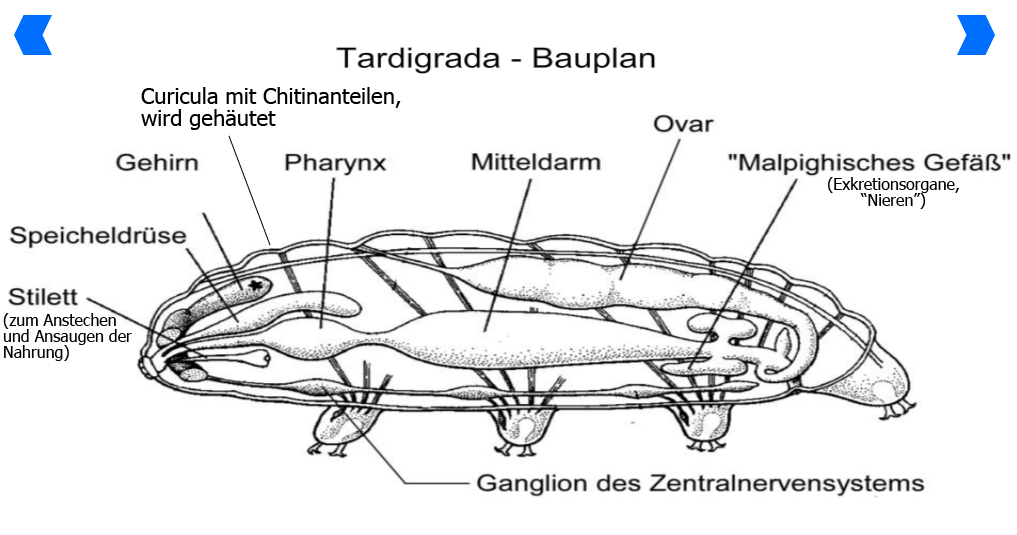 Tardigrada - Bauplan
Curicula mit Chitinanteilen,
wird gehäutet
Ovar
Gehirn
Pharynx
Mitteldarm
"Malpighisches Gefäß"
(Exkretionsorgane,
“Nieren”)
Speicheldrüse
Stilett
(zum Anstechen
und Ansaugen der
Nahrung)
Ganglion des Zentralnervensystems